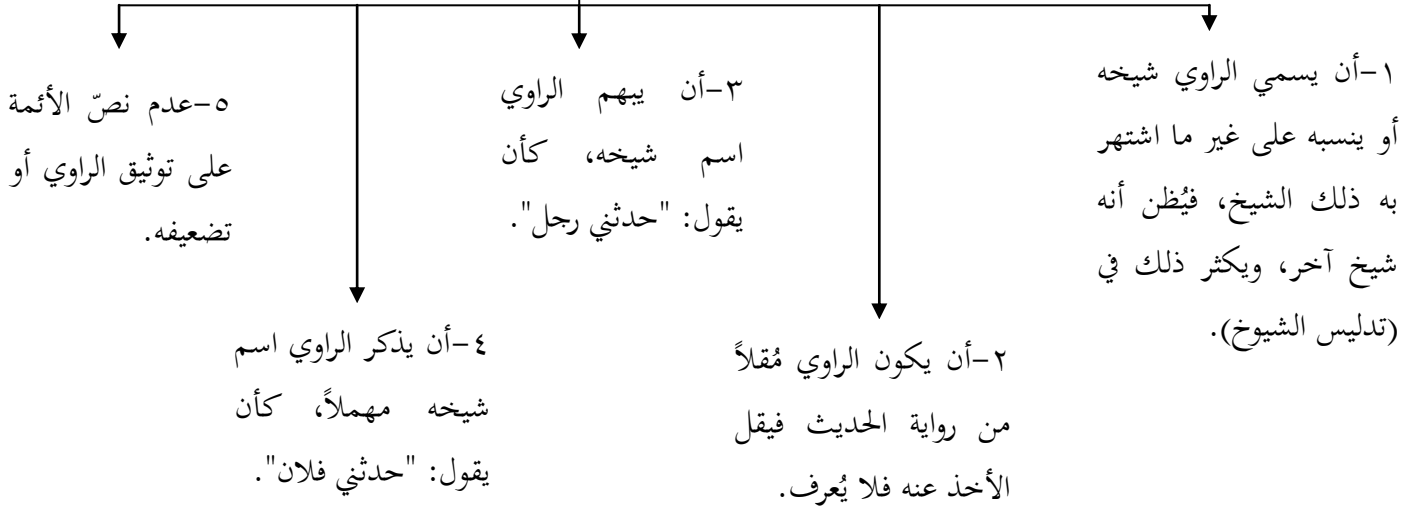 ١-أن يسمي الراوي شيخه
أو ينسبه على غير ما اشتهر
به ذلك الشيخ، فيُظن أنه
شيخ آخر، ويكثر ذلك في
(تدليس الشيوخ).
٢-أن يكون الراوي مُقلاً
من رواية الحديث فيقل
الأخذ عنه فلا يُعرف.
٣-أن يبهم الراوي
اسم شيخه، كأن
يقول: "حدثني رجل".
٤-أن يذكر الراوي اسم
شيخه مهملاً، كأن
يقول: "حدثني فلان".
٥-عدم نصّ الأئمة
على توثيق الراوي أو
تضعيفه.